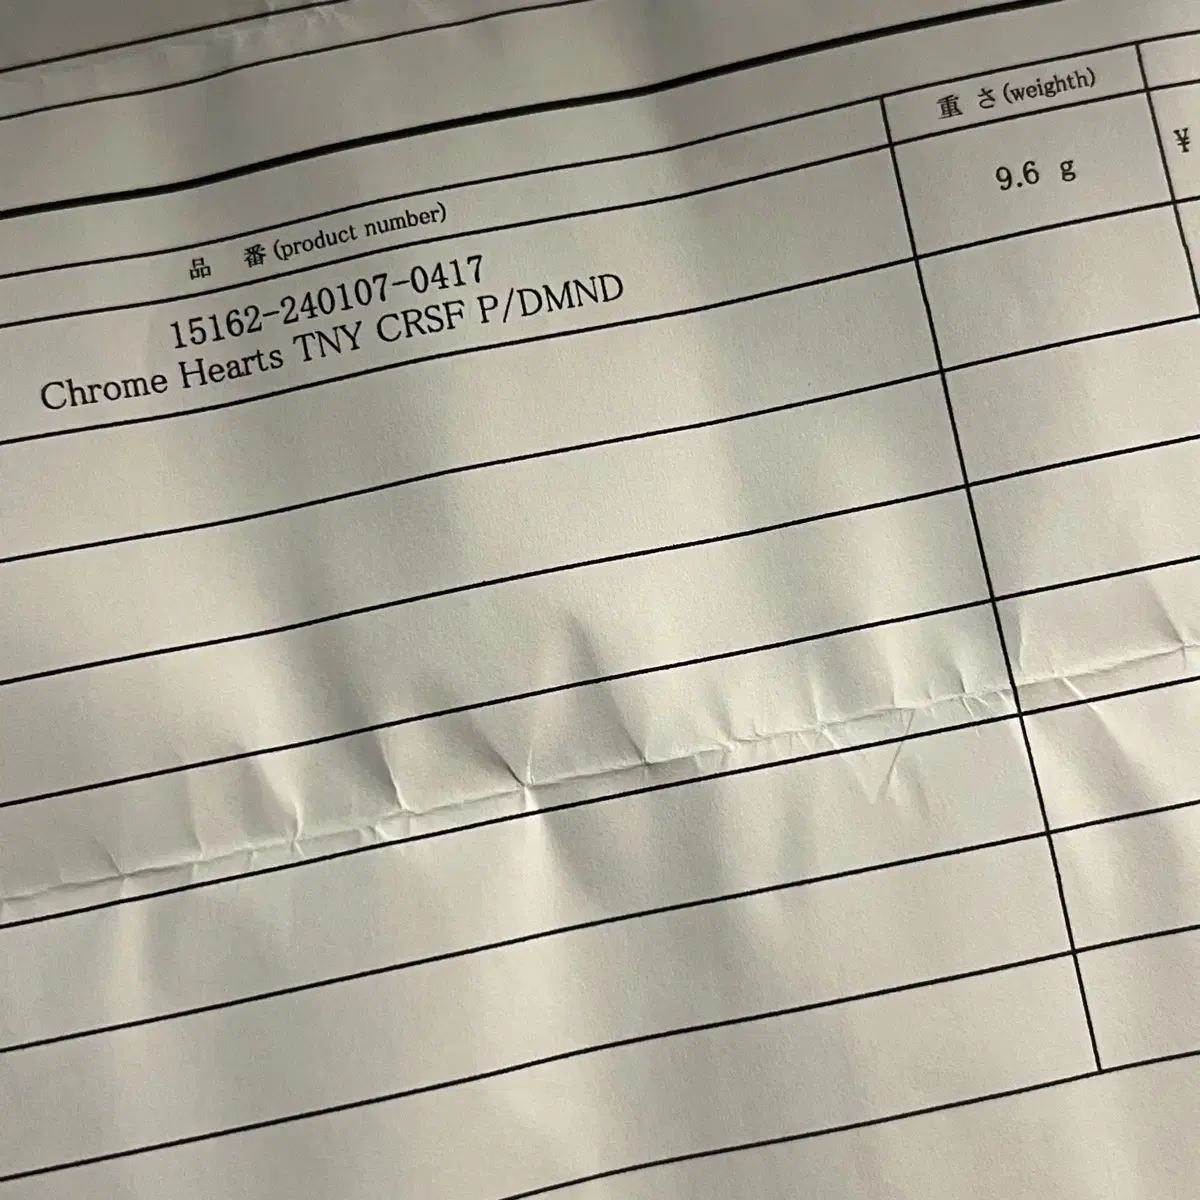 品 番 (product number)
重 さ (weighth)
15162-240107-0417
Chrome Hearts TNY CRSF P/DMND
9.6 g
¥